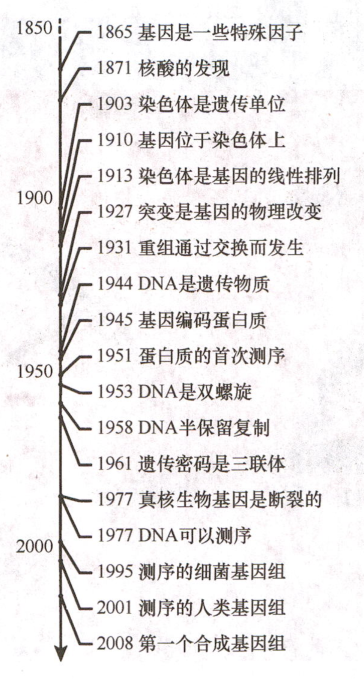 1850
1865 基因是一些特殊因子
1871 核酸的发现
1903 染色体是遗传单位
1910 基因位于染色体上
1913 染色体是基因的线性排列
1900
1927 突变是基因的物理改变
1931 重组通过交换而发生
1944 DNA是遗传物质
1945 基因编码蛋白质
1951 蛋白质的首次测序
1950
1953 DNA是双螺旋
1958 DNA半保留复制
1961 遗传密码是三联体
1977 真核生物基因是断裂的
1977 DNA可以测序
2000
1995 测序的细菌基因组
2001 测序的人类基因组
2008 第一个合成基因组